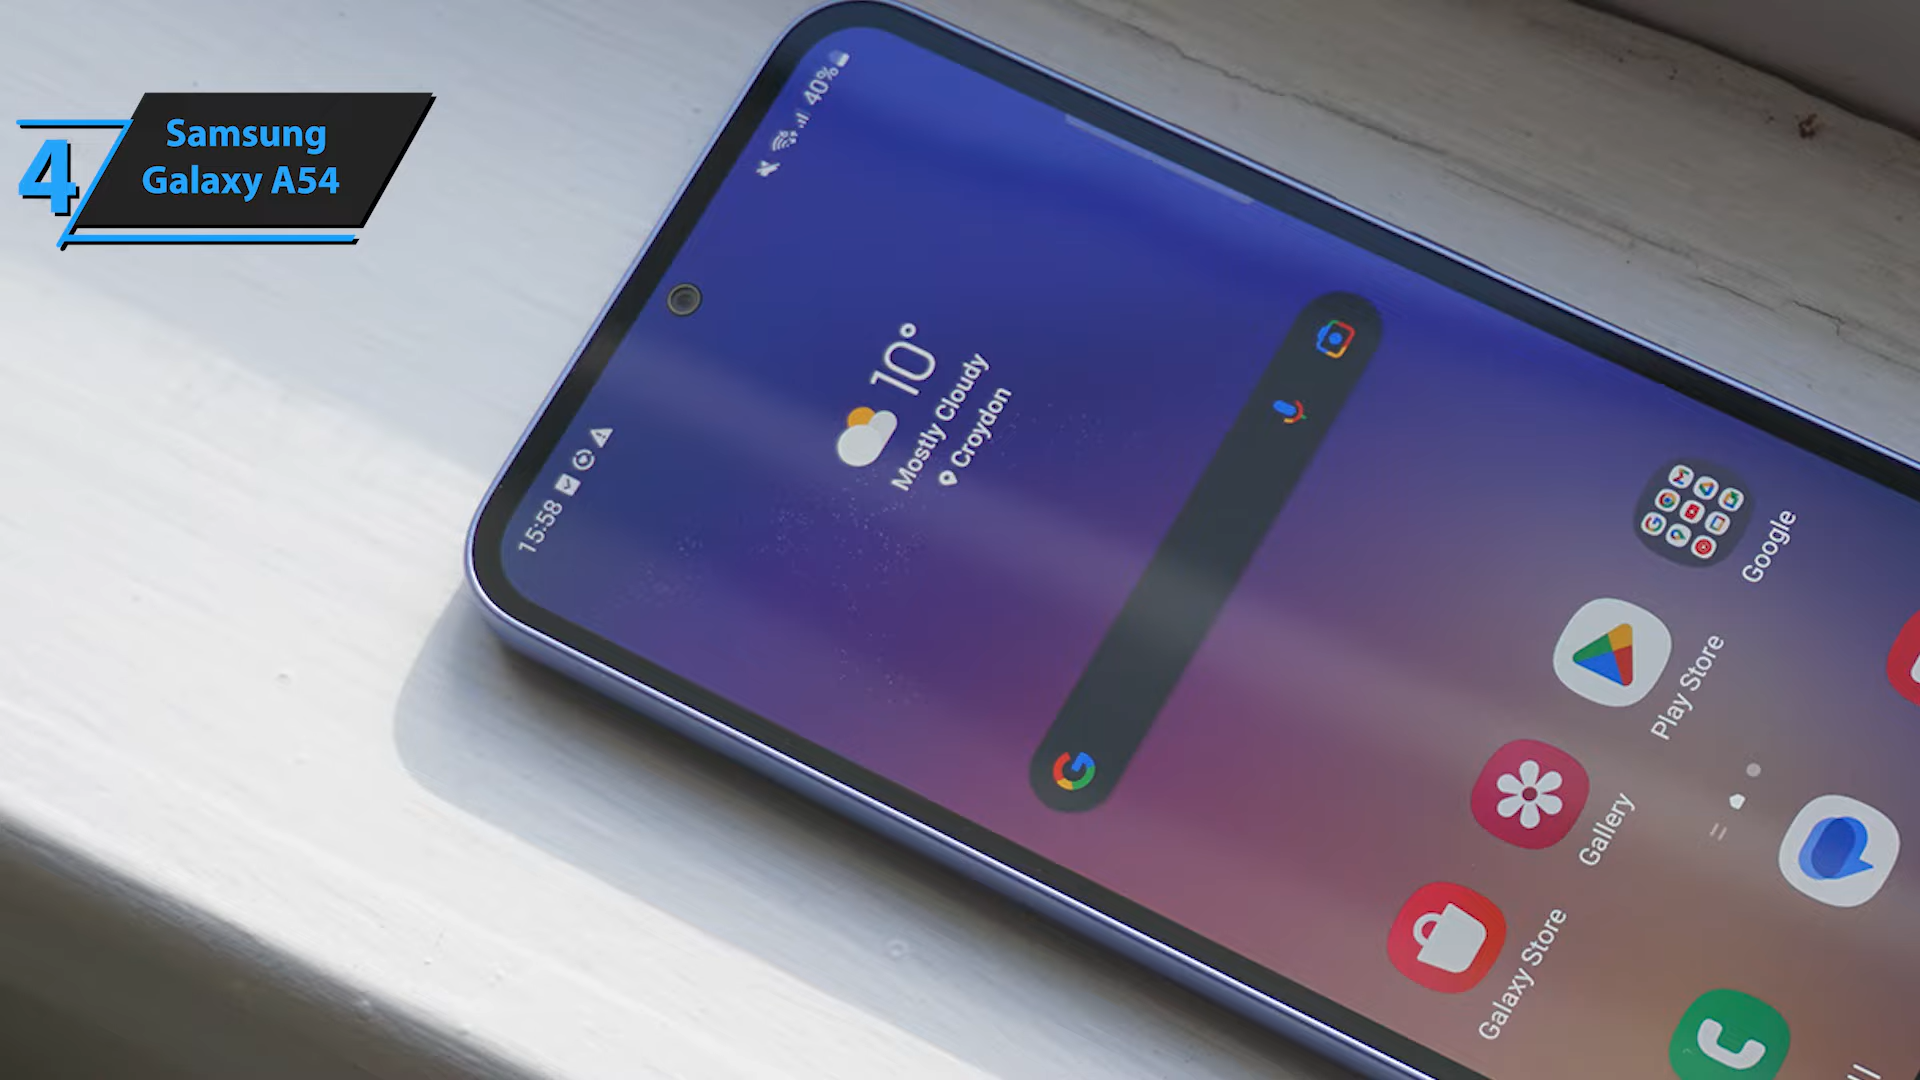 4
Samsung
Galaxy A54
15:58
40%
10°
Mostly Cloudy
Croydon
Google
Play Store
Gallery
Galaxy Store